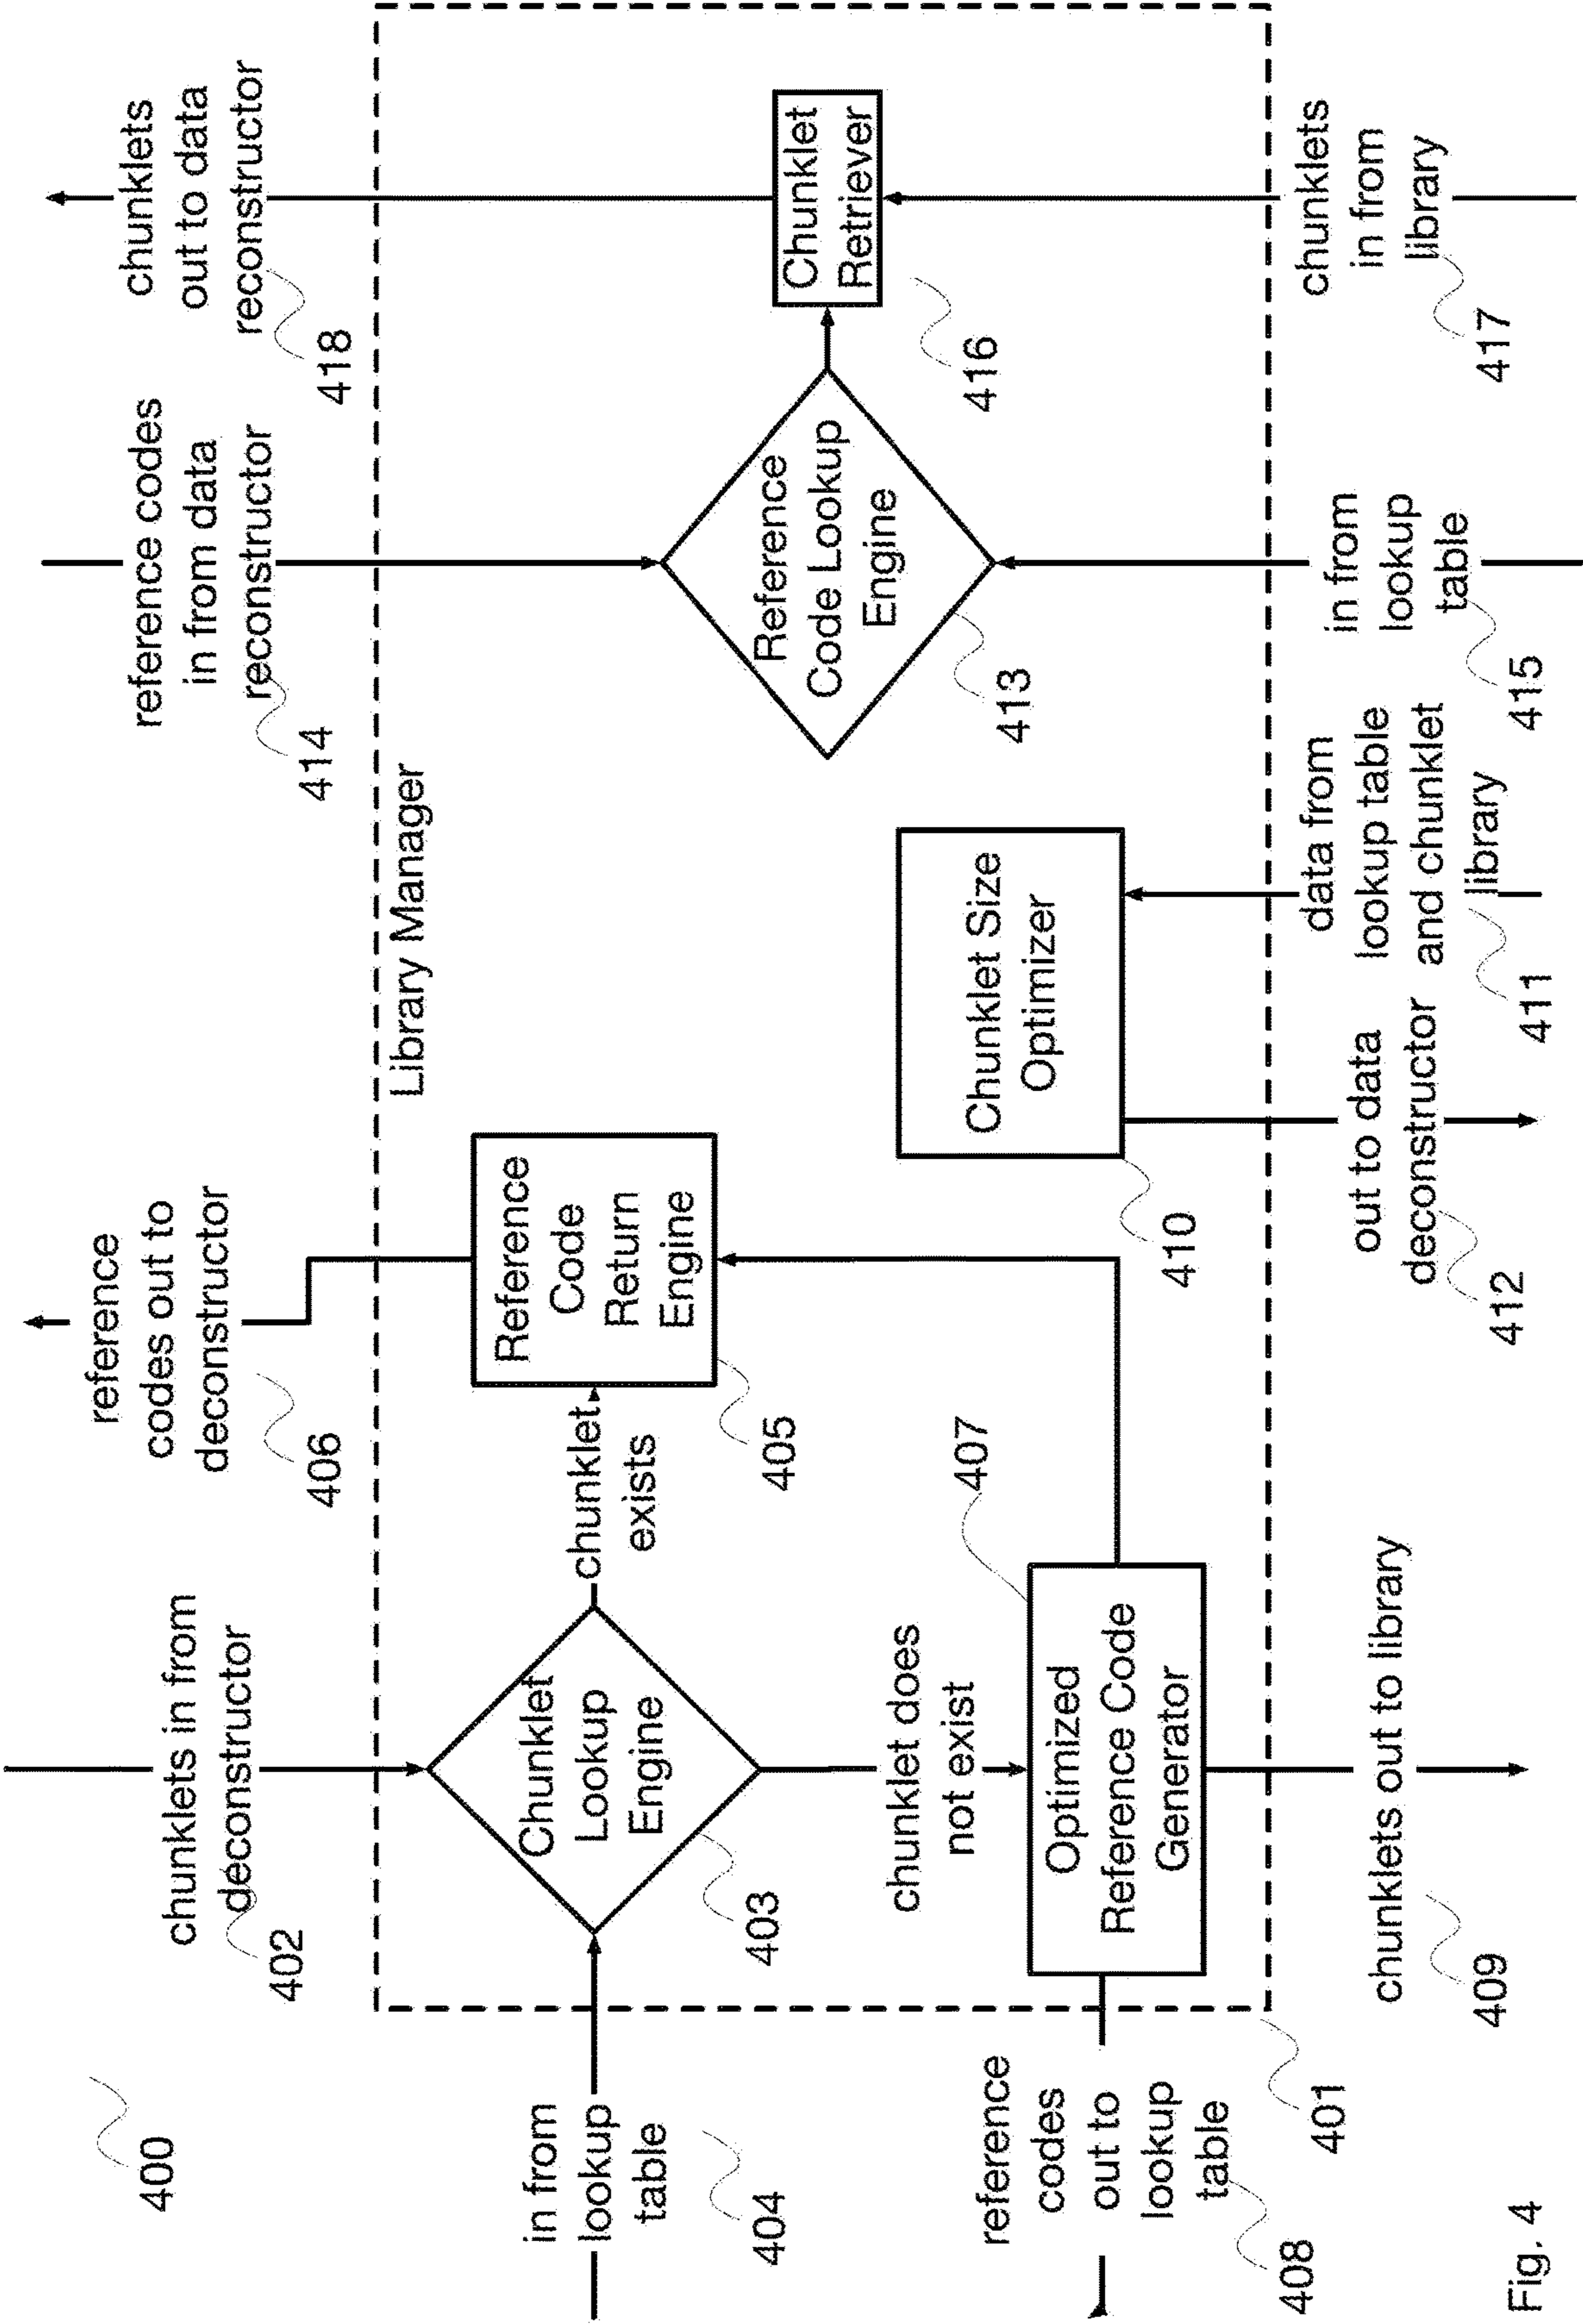 400
chunklets in from
deconstructor
402
reference
codes out to
deconstructor
406
reference codes
in from data
reconstructor
414
chunklets
out to data
reconstructor
418
Library Manager
in from
lookup
table
404
Chunklet
Lookup
Engine
403
chunklet
exists
Reference
Code
Return
Engine
405
chunklet does
not exist
407
Optimized
Reference Code
Generator
reference
codes
out to
lookup
table
408
401
chunklets out to library
409
Chunklet Size
Optimizer
410
out to data
deconstructor
412
data from
lookup table
and chunklet
library
411
Reference
Code Lookup
Engine
413
in from
lookup
table
415
Chunklet
Retriever
416
chunklets
in from
library
417
Fig. 4